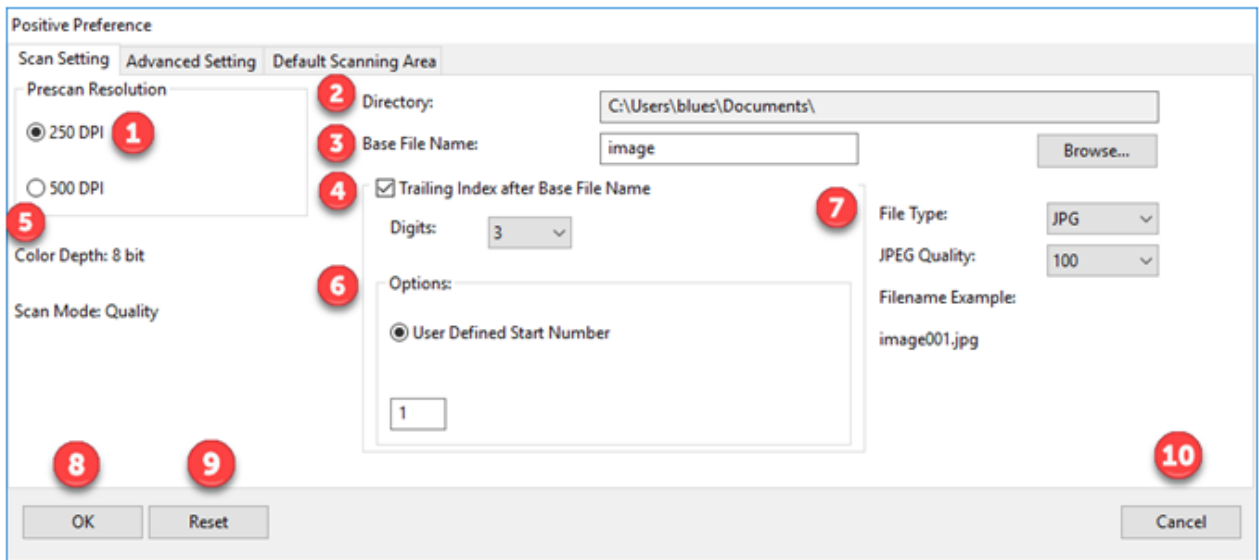 Positive Preference
Scan Setting Advanced Setting Default Scanning Area
Prescan Resolution
250 DPI 1
500 DPI
5
Color Depth: 8 bit
Scan Mode: Quality
2 Directory: C:\Users\blues\Documents\
3 Base File Name: image Browse...
4 Trailing Index after Base File Name
Digits: 3
6 Options:
User Defined Start Number
1
7 File Type: JPG
JPEG Quality: 100
Filename Example:
image001.jpg
8 9 10
OK Reset Cancel